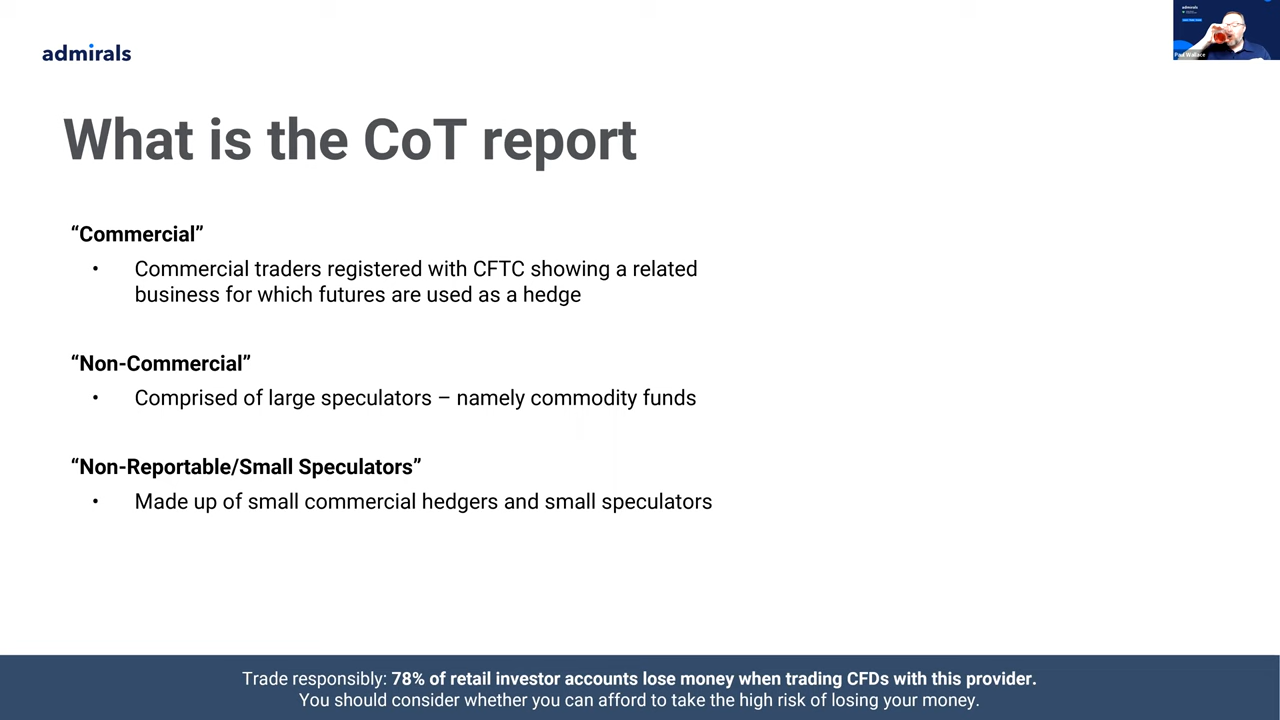 admirals
admirals
Paul Wallace
What is the CoT report
“Commercial”
• Commercial traders registered with CFTC showing a related
business for which futures are used as a hedge
“Non-Commercial”
• Comprised of large speculators – namely commodity funds
“Non-Reportable/Small Speculators”
• Made up of small commercial hedgers and small speculators
Trade responsibly: 78% of retail investor accounts lose money when trading CFDs with this provider.
You should consider whether you can afford to take the high risk of losing your money.